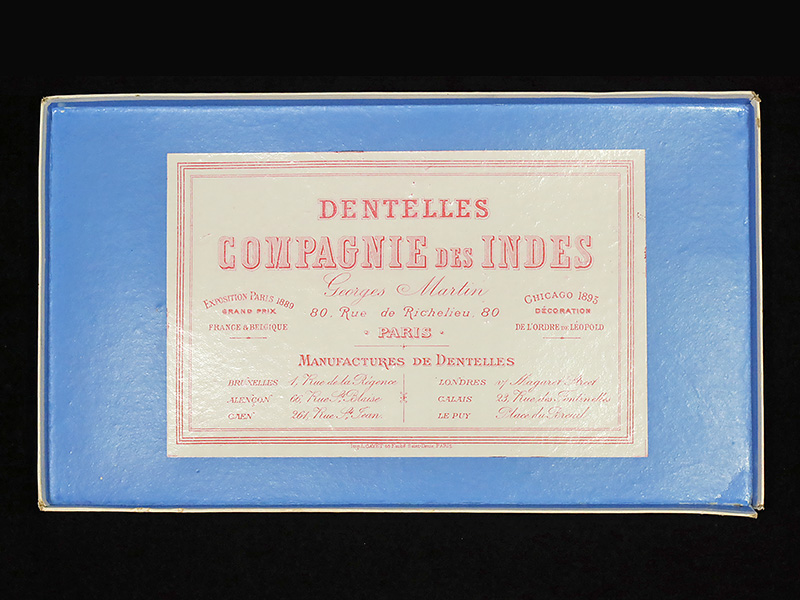 DENTELLES
COMPAGNIE DES INDES
Georges Martin
EXPOSITION PARIS 1889
GRAND PRIX
FRANCE & BELGIQUE
80, Rue de Richelieu, 80
PARIS
CHICAGO 1893
DÉCORATION
DE L'ORDRE DE LÉOPOLD
MANUFACTURES DE DENTELLES
BRUXELLES 1, Rue de la Régence
ALENÇON 66, Rue St. Blaise
CAEN 261, Rue St. Jean
LONDRES 17 Magaret Street
CALAIS 23, Rue des Fontinettes
LE PUY Place du Breuil
PARIS